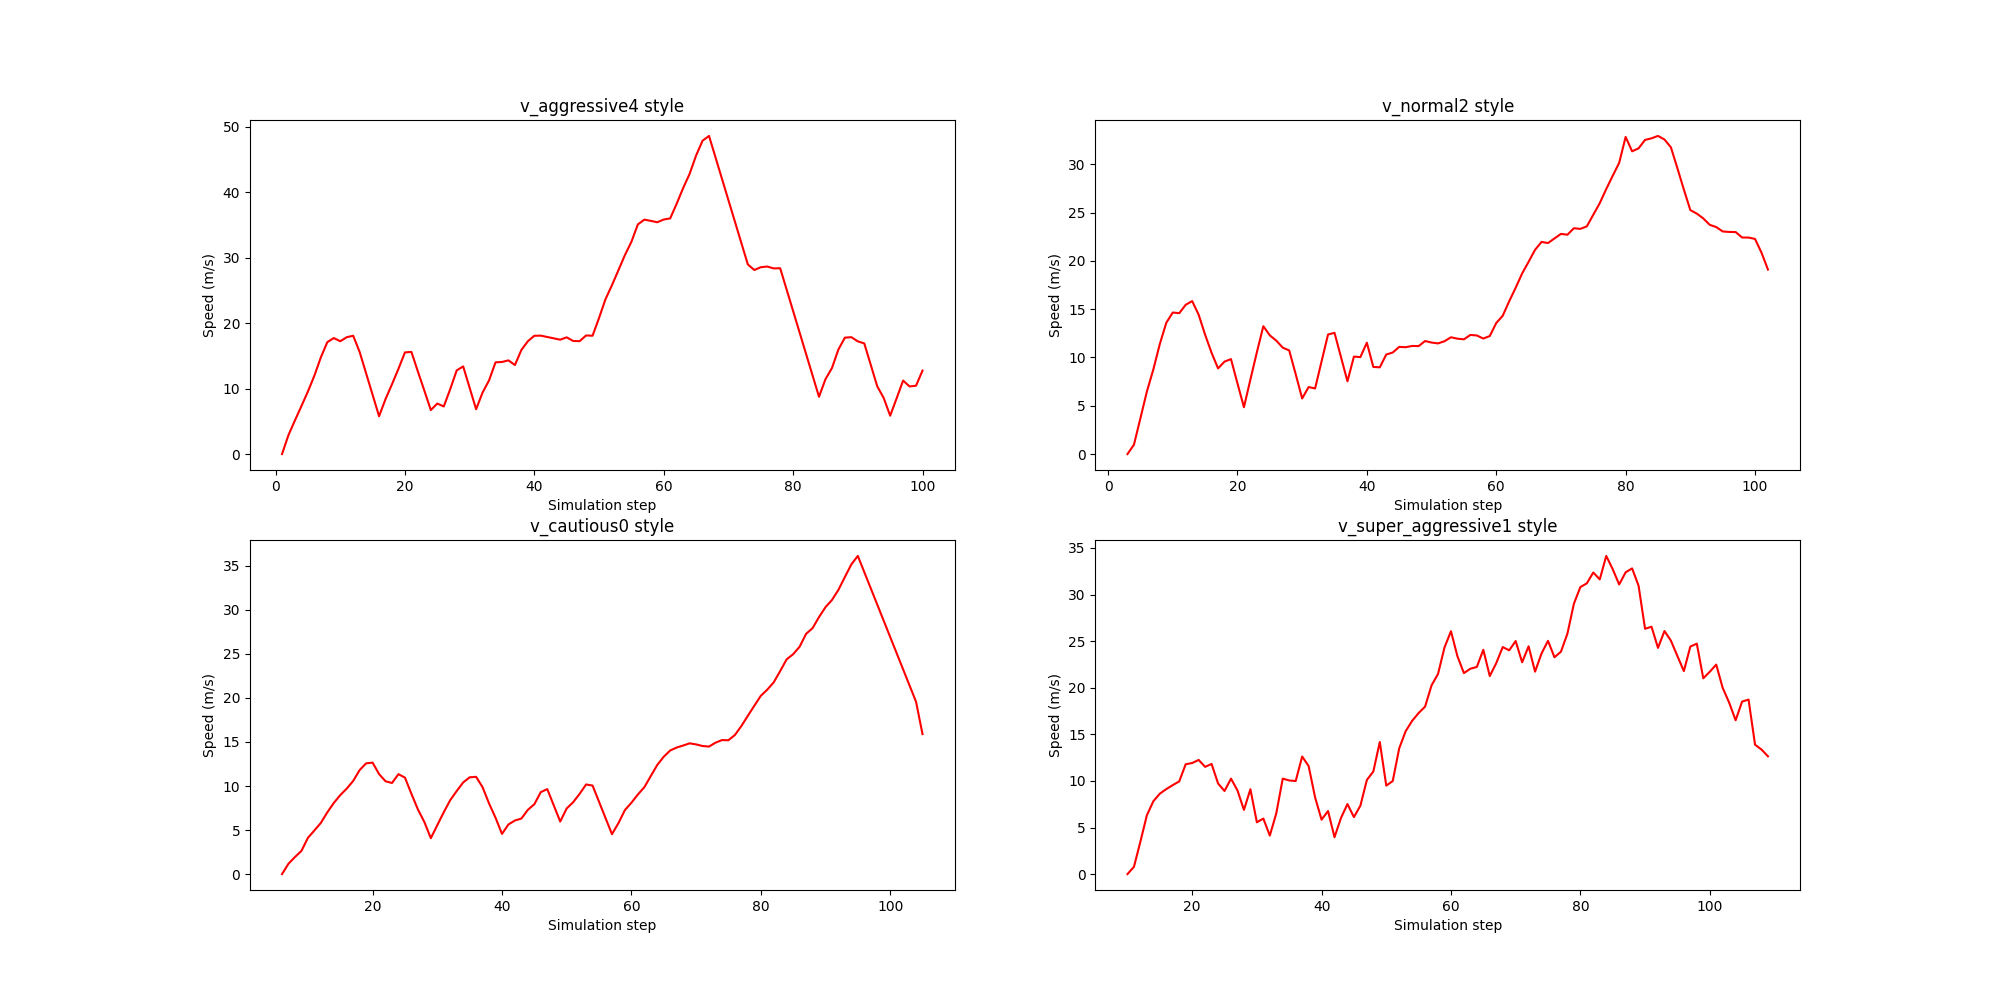 v_aggressive4 style
50
40
30
20
10
0
Speed (m/s)
0 20 40 60 80 100
Simulation step
v_normal2 style
30
25
20
15
10
5
0
Speed (m/s)
0 20 40 60 80 100
Simulation step
v_cautious0 style
35
30
25
20
15
10
5
0
Speed (m/s)
20 40 60 80 100
Simulation step
v_super_aggressive1 style
35
30
25
20
15
10
5
0
Speed (m/s)
20 40 60 80 100
Simulation step